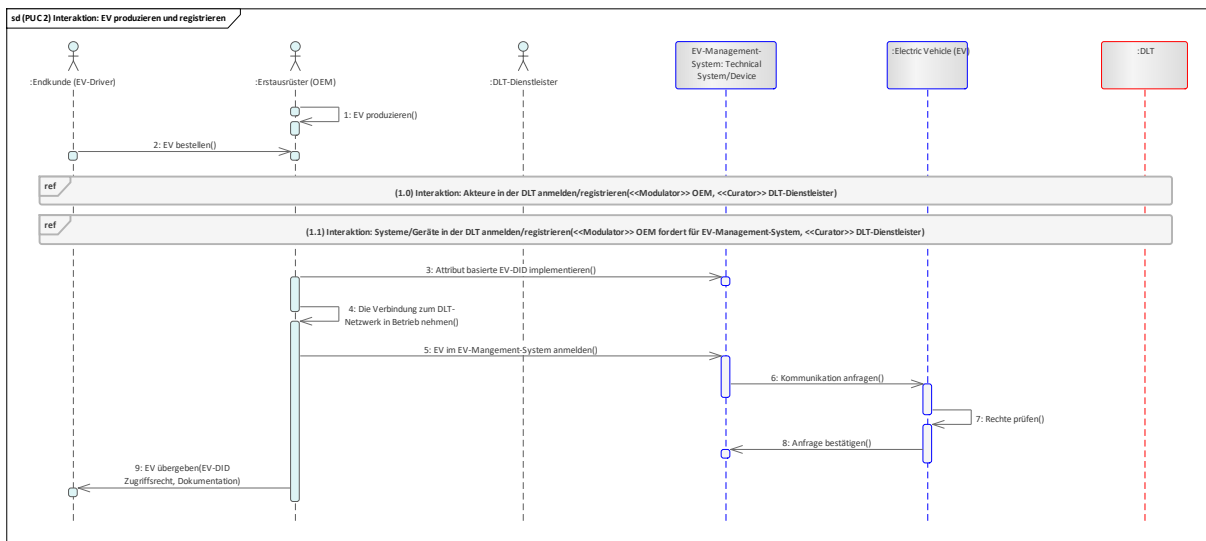 sd (PUC 2) Interaktion: EV produzieren und registrieren
:Endkunde (EV-Driver)
:Erstausrüster (OEM)
:DLT-Dienstleister
EV-Management-
System: Technical
System/Device
:Electric Vehicle (EV)
:DLT
1: EV produzieren()
2: EV bestellen()
ref
(1.0) Interaktion: Akteure in der DLT anmelden/registrieren(<<Modulator>> OEM, <<Curator>> DLT-Dienstleister)
ref
(1.1) Interaktion: Systeme/Geräte in der DLT anmelden/registrieren(<<Modulator>> OEM fordert für EV-Management-System, <<Curator>> DLT-Dienstleister)
3: Attribut basierte EV-DID implementieren()
4: Die Verbindung zum DLT-
Netzwerk in Betrieb nehmen()
5: EV im EV-Mangement-System anmelden()
6: Kommunikation anfragen()
7: Rechte prüfen()
8: Anfrage bestätigen()
9: EV übergeben(EV-DID
Zugriffsrecht, Dokumentation)